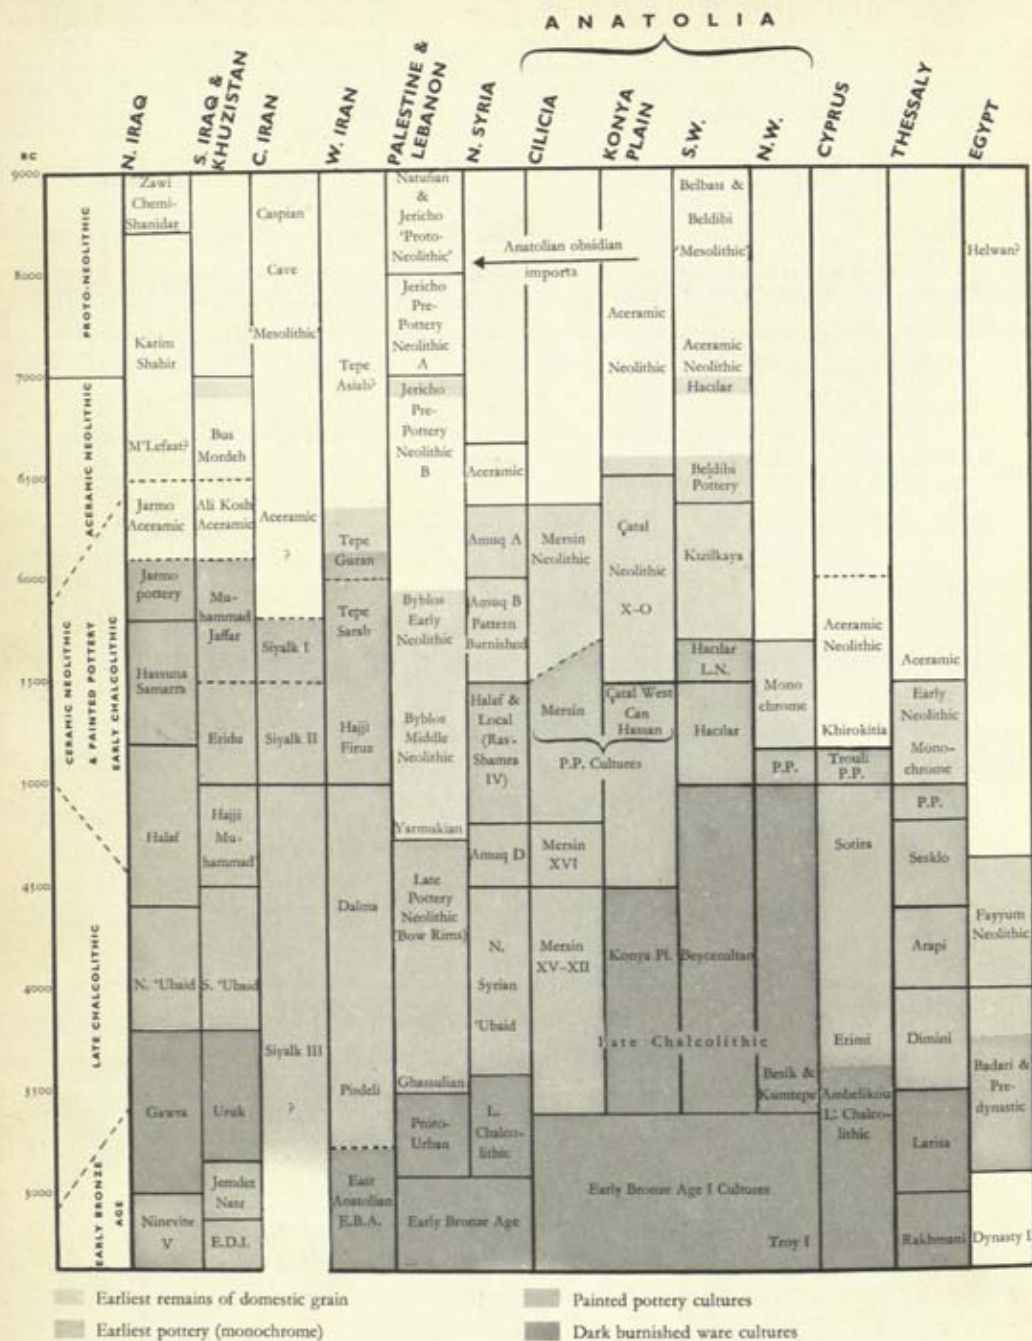 ANATOLIA
N. IRAQ
S. IRAQ &
KHUZISTAN
C. IRAN
W. IRAN
PALESTINE &
LEBANON
N. SYRIA
CILICIA
KONYA
PLAIN
S.W.
N.W.
CYPRUS
THESSALY
EGYPT
BC
9000
8000
7000
6500
6000
5500
5000
4500
4000
3500
3000
PROTO-NEOLITHIC
ACERAMIC NEOLITHIC
CERAMIC NEOLITHIC
& PAINTED POTTERY
EARLY CHALCOLITHIC
LATE CHALCOLITHIC
EARLY BRONZE
AGE
Zawi
Chemi-
Shanidar
Karim
Shahir
M'Lefaat?
Jarmo
Aceramic
Jarmo
pottery
Hassuna
Samarra
Halaf
N. 'Ubaid
Gawra
Ninevite
V
Bus
Mordeh
Ali Kosh
Aceramic
Mu-
hammad
Jaffar
Eridu
Hajji
Mu-
hammad
S. 'Ubaid
Uruk
Jemdet
Nasr
E.D.I.
Caspian
Cave
'Mesolithic'
Aceramic
?
Siyalk I
Siyalk II
Siyalk III
?
Tepe
Asiab?
Tepe
Guran
Tepe
Sarab
Hajji
Firuz
Dalma
Pisdeli
East
Anatolian
E.B.A.
Natufian
&
Jericho
'Proto-
Neolithic'
Jericho
Pre-
Pottery
Neolithic
A
Jericho
Pre-
Pottery
Neolithic
B
Byblos
Early
Neolithic
Byblos
Middle
Neolithic
Yarmukian
Late
Pottery
Neolithic
(Bow Rims)
Ghassulian
Proto-
Urban
Early Bronze Age
Anatolian obsidian
imports
Aceramic
Amuq A
Amuq B
Pattern
Burnished
Halaf &
Local
(Ras-
Shamra
IV)
Amuq D
N.
Syrian
'Ubaid
L.
Chalco-
lithic
Mersin
Neolithic
Mersin
P.P. Cultures
Mersin
XVI
Mersin
XV-XII
Aceramic
Neolithic
Çatal
Neolithic
X-O
Çatal West
Can
Hassan
Konya Pl.
Late Chalcolithic
Early Bronze Age I Cultures
Belbası &
Beldibi
'Mesolithic'
Aceramic
Neolithic
Hacılar
Beldibi
Pottery
Kızılkaya
Hacılar
L.N.
Hacılar
Beycesultan
Mono
chrome
P.P.
Besik &
Kumtepe
Troy I
Aceramic
Neolithic
Khirokitia
Trouli
P.P.
Sotira
Erimi
Ambelikou
L. Chalco-
lithic
Aceramic
Early
Neolithic
Mono-
chrome
P.P.
Sesklo
Arapi
Dimini
Larisa
Rakhmani
Helwan?
Fayyum
Neolithic
Badari &
Pre-
dynastic
Dynasty I
Earliest remains of domestic grain
Earliest pottery (monochrome)
Painted pottery cultures
Dark burnished ware cultures